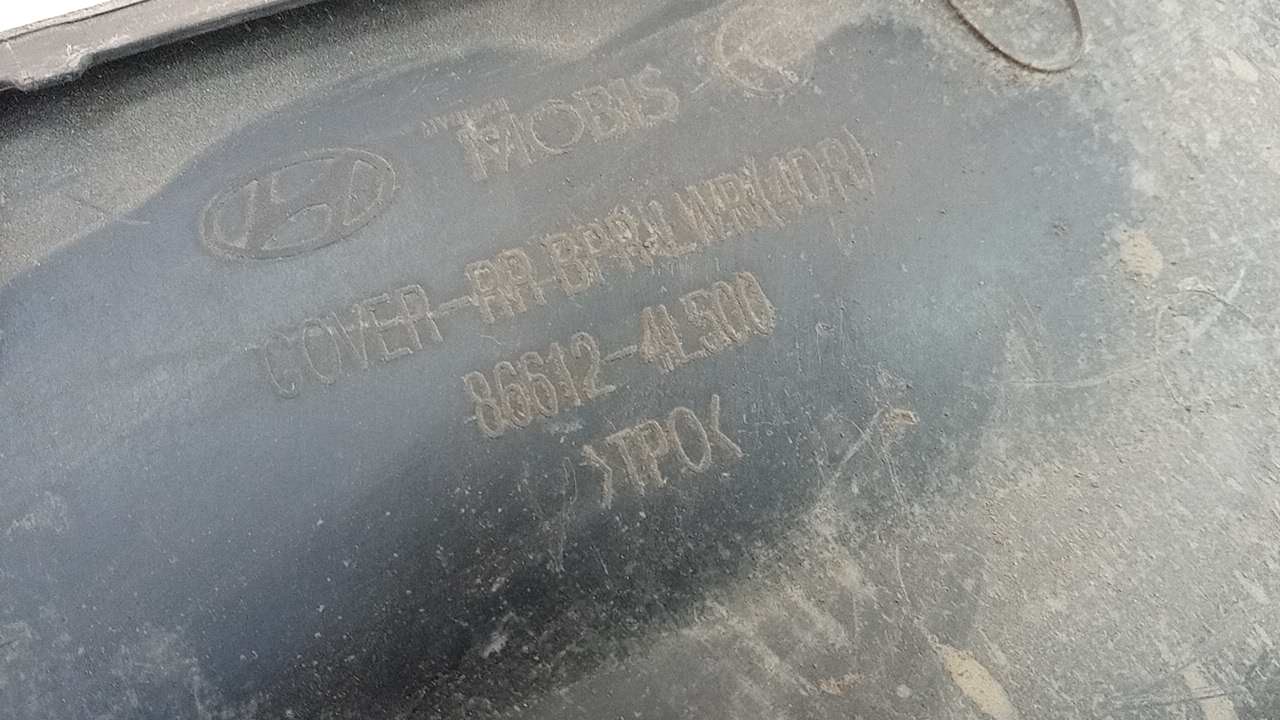 MOBIS
COVER-RR BPR LWR(4DR)
86612-4L500
>TPO<